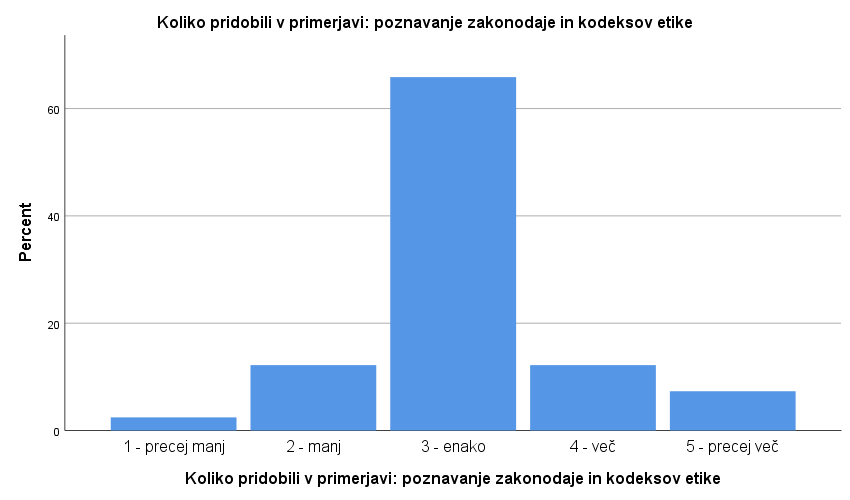 Koliko pridobili v primerjavi: poznavanje zakonodaje in kodeksov etike
Percent
60
40
20
0
1 - precej manj
2 - manj
3 - enako
4 - več
5 - precej več
Koliko pridobili v primerjavi: poznavanje zakonodaje in kodeksov etike